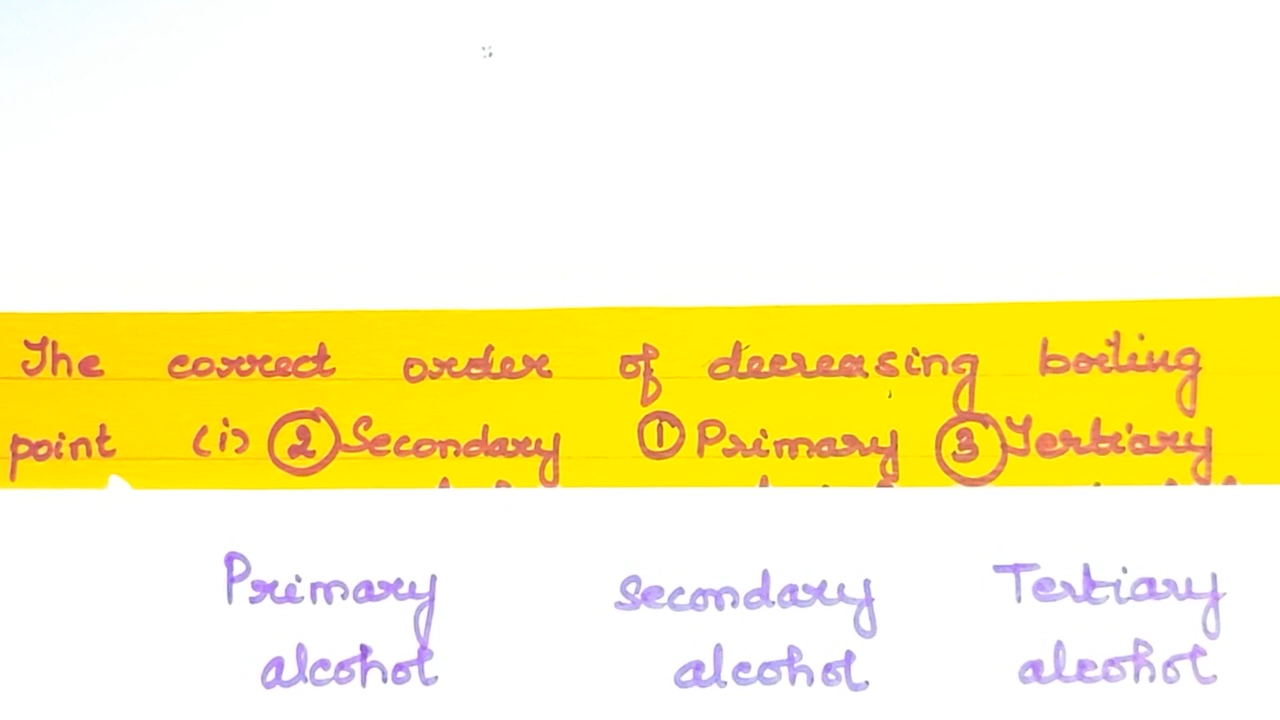 The correct order of decreasing boiling
point (i) ② Secondary ① Primary ③ Tertiary
Primary secondary Tertiary
alcohol alcohol alcohol